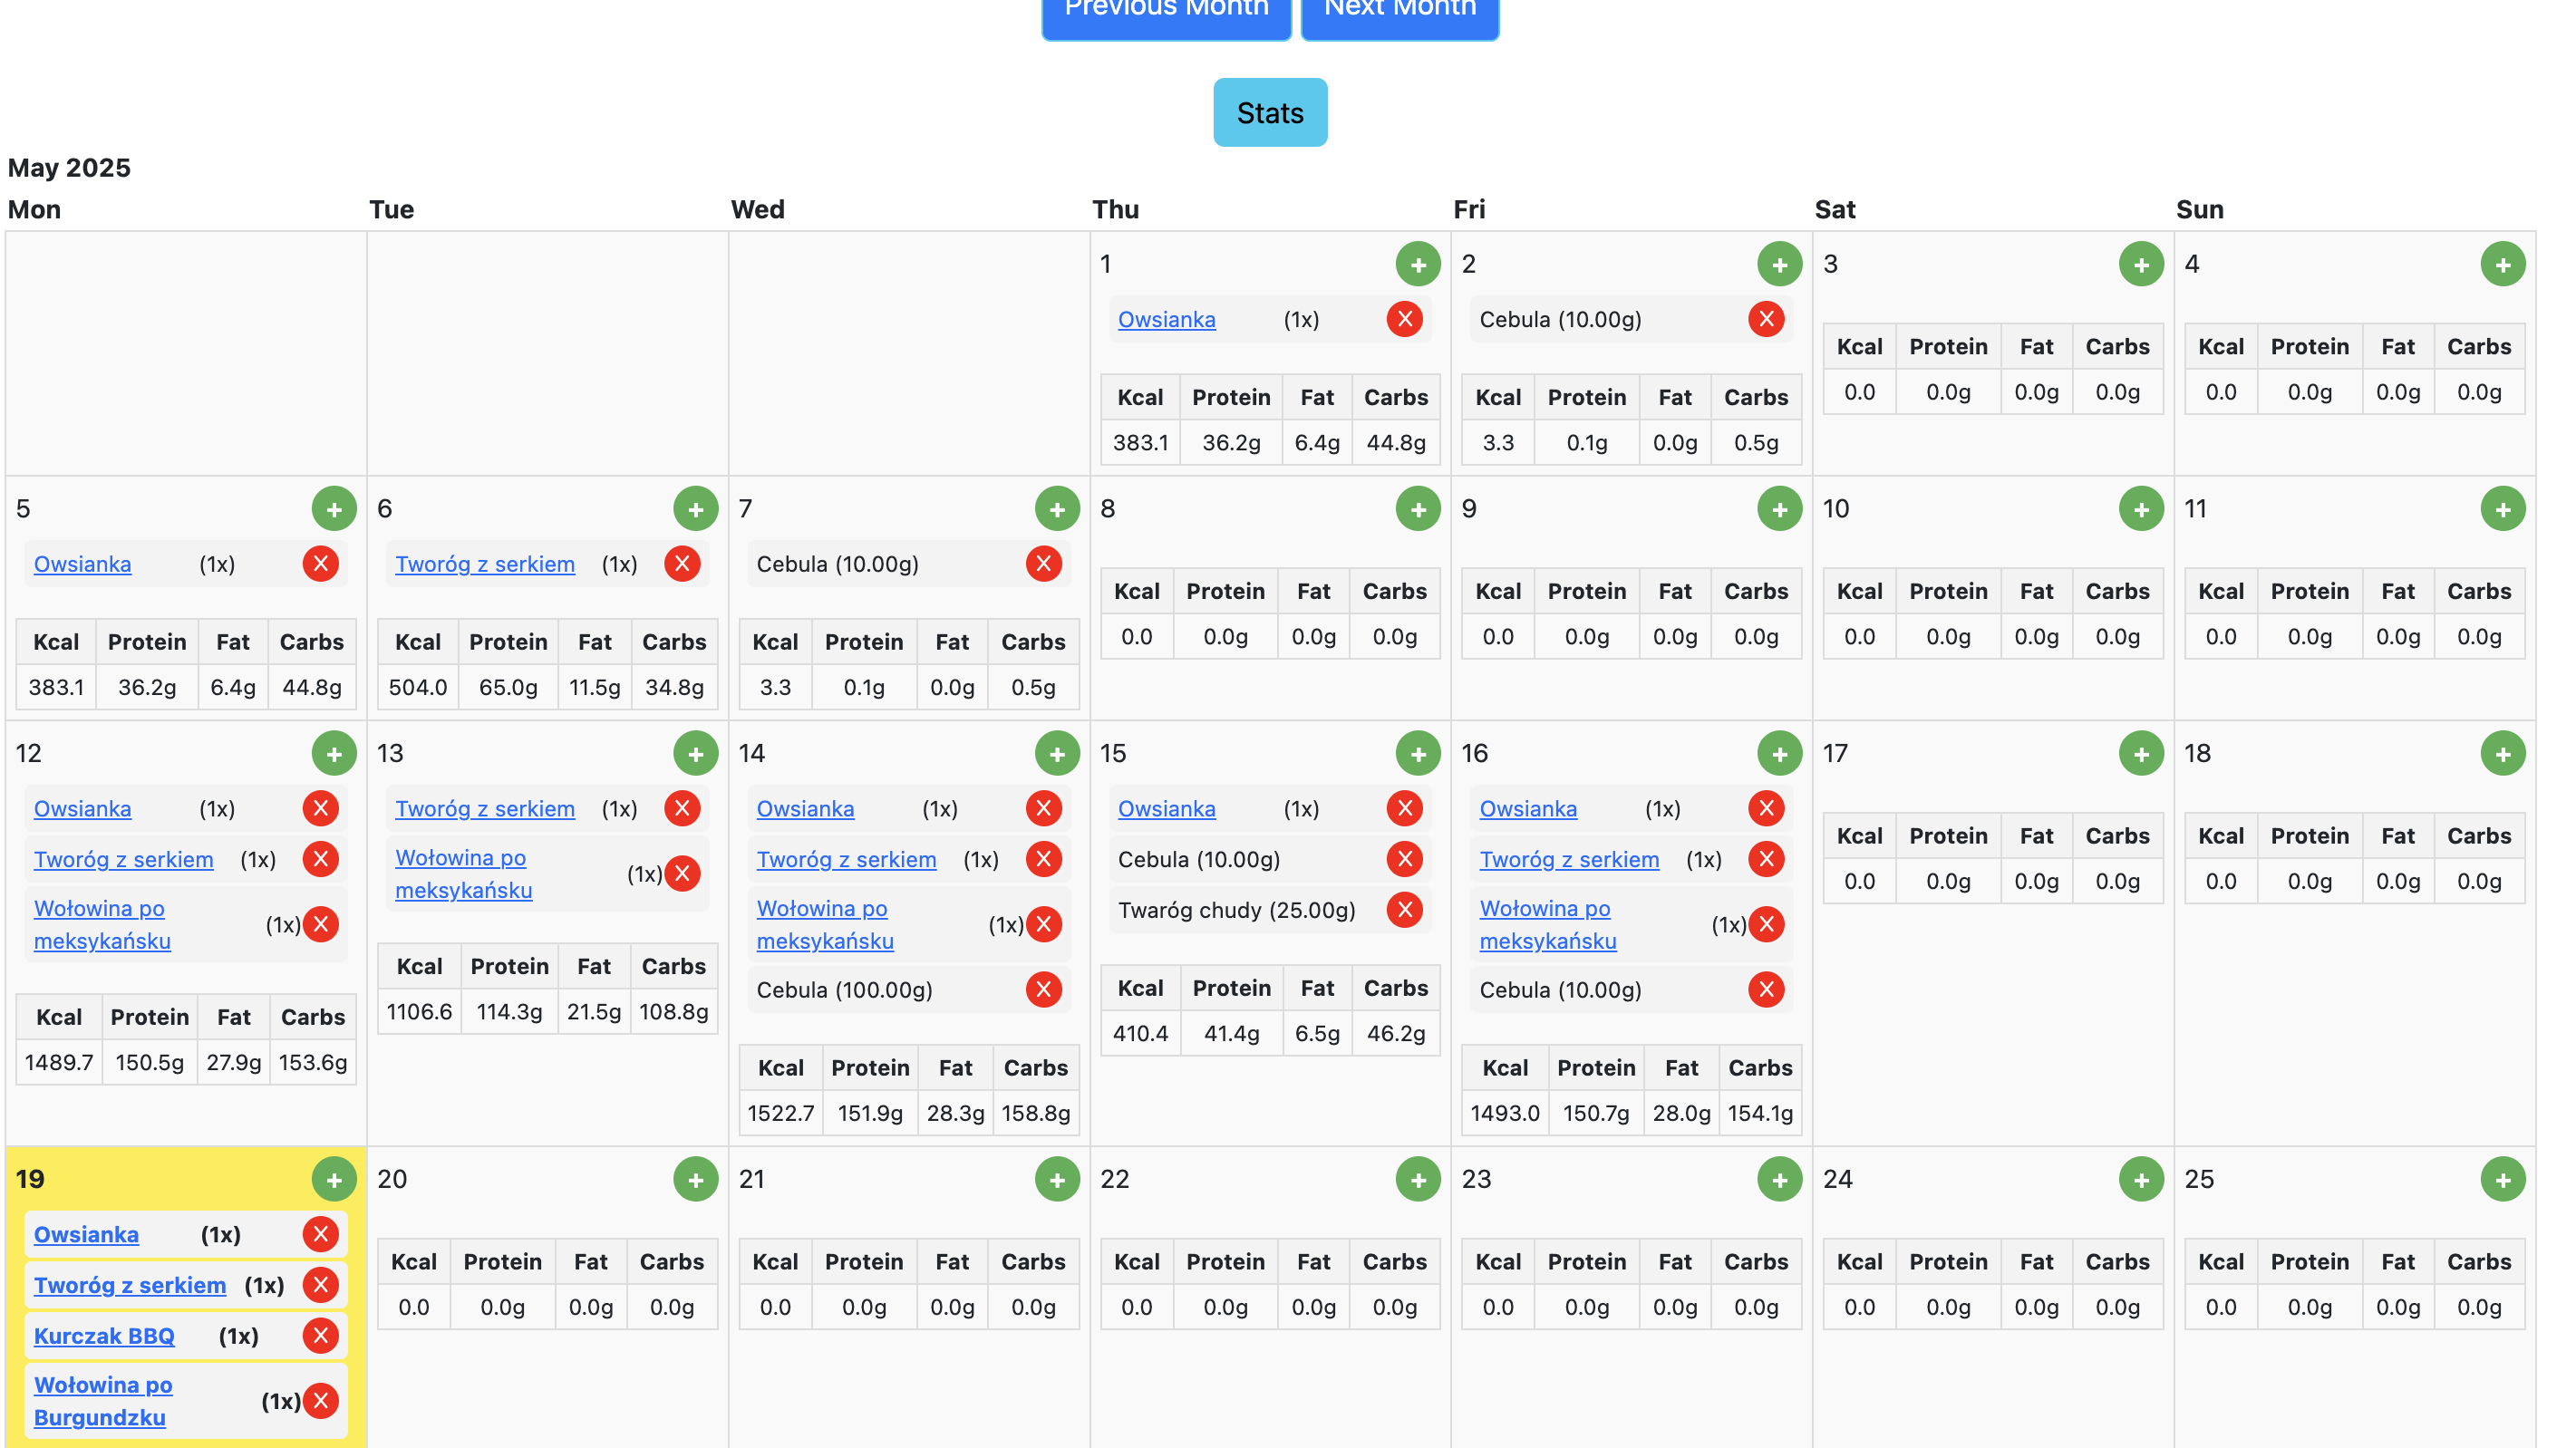 Previous Month Next Month
Stats
May 2025
Mon Tue Wed Thu Fri Sat Sun
1 +
Owsianka (1x) X
Kcal Protein Fat Carbs
383.1 36.2g 6.4g 44.8g
2 +
Cebula (10.00g) X
Kcal Protein Fat Carbs
3.3 0.1g 0.0g 0.5g
3 +
Kcal Protein Fat Carbs
0.0 0.0g 0.0g 0.0g
4 +
Kcal Protein Fat Carbs
0.0 0.0g 0.0g 0.0g
5 +
Owsianka (1x) X
Kcal Protein Fat Carbs
383.1 36.2g 6.4g 44.8g
6 +
Tworóg z serkiem (1x) X
Kcal Protein Fat Carbs
504.0 65.0g 11.5g 34.8g
7 +
Cebula (10.00g) X
Kcal Protein Fat Carbs
3.3 0.1g 0.0g 0.5g
8 +
Kcal Protein Fat Carbs
0.0 0.0g 0.0g 0.0g
9 +
Kcal Protein Fat Carbs
0.0 0.0g 0.0g 0.0g
10 +
Kcal Protein Fat Carbs
0.0 0.0g 0.0g 0.0g
11 +
Kcal Protein Fat Carbs
0.0 0.0g 0.0g 0.0g
12 +
Owsianka (1x) X
Tworóg z serkiem (1x) X
Wołowina po
meksykańsku (1x) X
Kcal Protein Fat Carbs
1489.7 150.5g 27.9g 153.6g
13 +
Tworóg z serkiem (1x) X
Wołowina po
meksykańsku (1x) X
Kcal Protein Fat Carbs
1106.6 114.3g 21.5g 108.8g
14 +
Owsianka (1x) X
Tworóg z serkiem (1x) X
Wołowina po
meksykańsku (1x) X
Cebula (100.00g) X
Kcal Protein Fat Carbs
1522.7 151.9g 28.3g 158.8g
15 +
Owsianka (1x) X
Cebula (10.00g) X
Twaróg chudy (25.00g) X
Kcal Protein Fat Carbs
410.4 41.4g 6.5g 46.2g
16 +
Owsianka (1x) X
Tworóg z serkiem (1x) X
Wołowina po
meksykańsku (1x) X
Cebula (10.00g) X
Kcal Protein Fat Carbs
1493.0 150.7g 28.0g 154.1g
17 +
Kcal Protein Fat Carbs
0.0 0.0g 0.0g 0.0g
18 +
Kcal Protein Fat Carbs
0.0 0.0g 0.0g 0.0g
19 +
Owsianka (1x) X
Tworóg z serkiem (1x) X
Kurczak BBQ (1x) X
Wołowina po
Burgundzku (1x) X
20 +
Kcal Protein Fat Carbs
0.0 0.0g 0.0g 0.0g
21 +
Kcal Protein Fat Carbs
0.0 0.0g 0.0g 0.0g
22 +
Kcal Protein Fat Carbs
0.0 0.0g 0.0g 0.0g
23 +
Kcal Protein Fat Carbs
0.0 0.0g 0.0g 0.0g
24 +
Kcal Protein Fat Carbs
0.0 0.0g 0.0g 0.0g
25 +
Kcal Protein Fat Carbs
0.0 0.0g 0.0g 0.0g